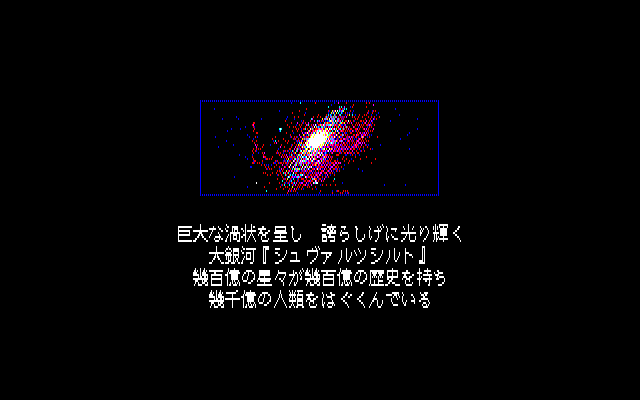 巨大な渦状を呈し　誇らしげに光り輝く
大銀河『シュヴァルツシルト』
幾百億の星々が幾百億の歴史を持ち
幾千億の人類をはぐくんでいる